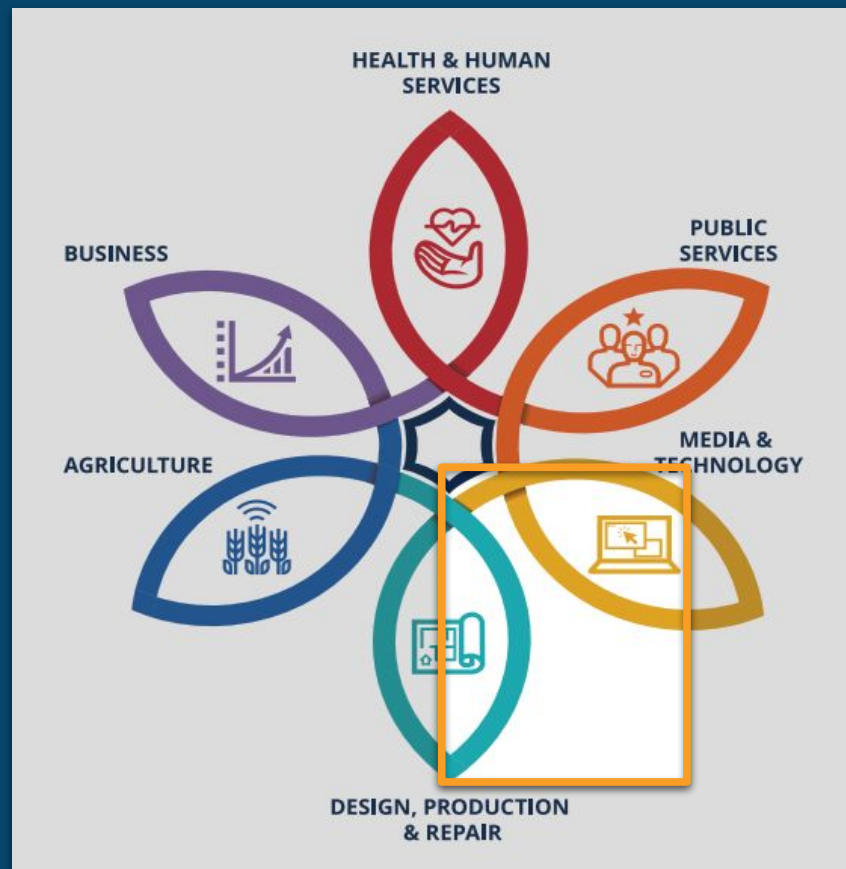 HEALTH & HUMAN
SERVICES
PUBLIC
SERVICES
BUSINESS
MEDIA &
TECHNOLOGY
AGRICULTURE
DESIGN, PRODUCTION
& REPAIR